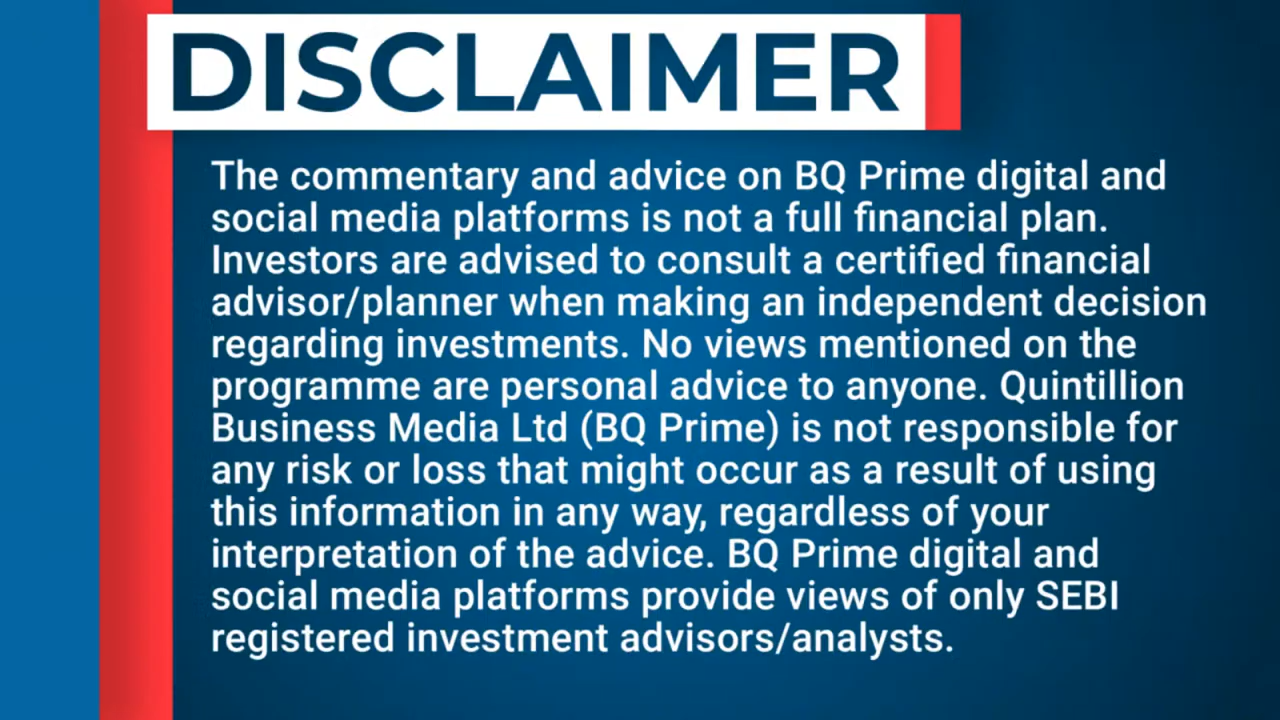 DISCLAIMER
The commentary and advice on BQ Prime digital and
social media platforms is not a full financial plan.
Investors are advised to consult a certified financial
advisor/planner when making an independent decision
regarding investments. No views mentioned on the
programme are personal advice to anyone. Quintillion
Business Media Ltd (BQ Prime) is not responsible for
any risk or loss that might occur as a result of using
this information in any way, regardless of your
interpretation of the advice. BQ Prime digital and
social media platforms provide views of only SEBI
registered investment advisors/analysts.